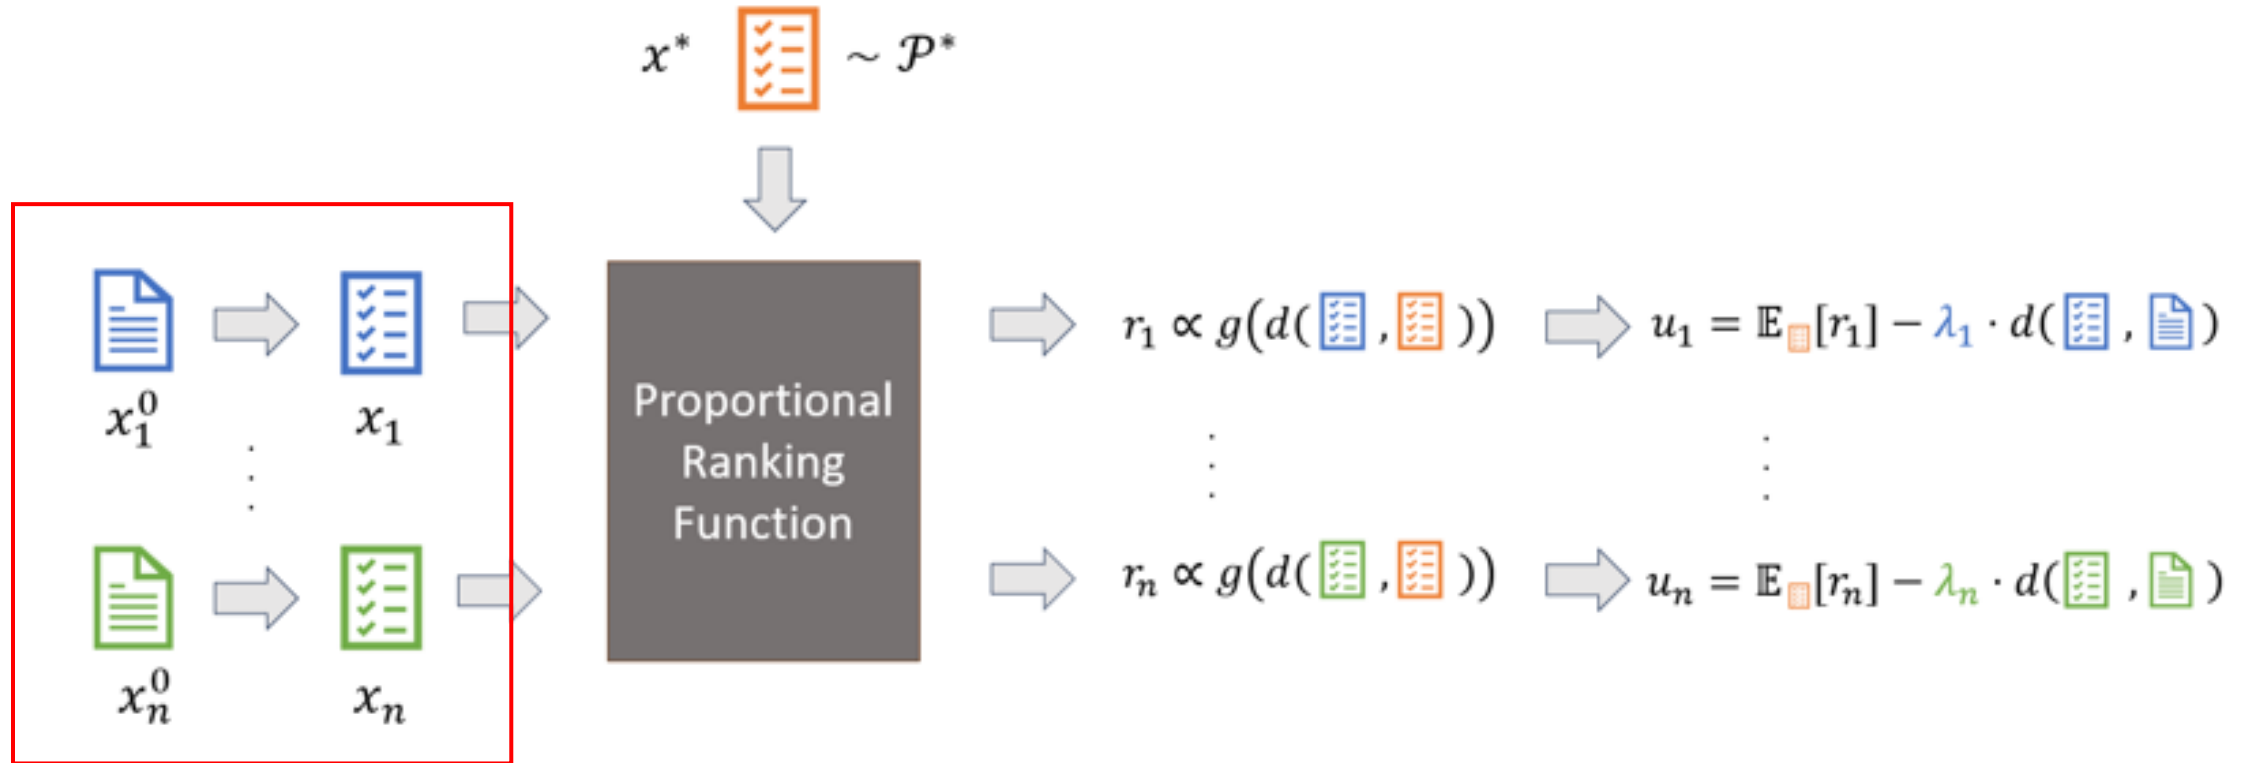 x* ~ 𝒫*
x₁⁰ x₁
xₙ⁰ xₙ
Proportional
Ranking
Function
r₁ ∝ g(d( , )) u₁ = 𝔼 [r₁] − λ₁ · d( , )
rₙ ∝ g(d( , )) uₙ = 𝔼 [rₙ] − λₙ · d( , )